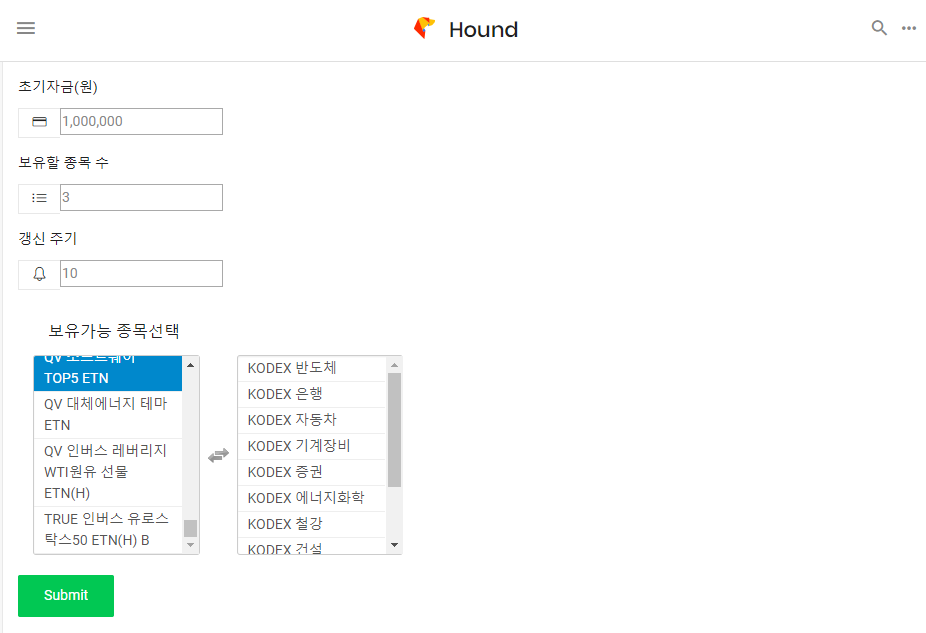 Hound
초기자금(원)
1,000,000
보유할 종목 수
3
갱신 주기
10
보유가능 종목선택
QV 소프트웨어
TOP5 ETN
QV 대체에너지 테마
ETN
QV 인버스 레버리지
WTI원유 선물
ETN(H)
TRUE 인버스 유로스
탁스50 ETN(H) B
KODEX 반도체
KODEX 은행
KODEX 자동차
KODEX 기계장비
KODEX 증권
KODEX 에너지화학
KODEX 철강
KODEX 건설
Submit